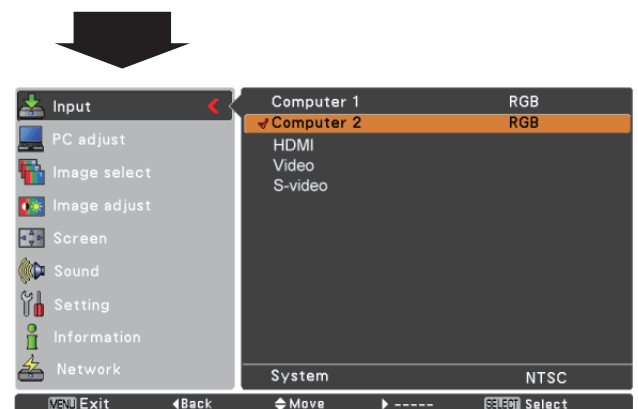 Input
PC adjust
Image select
Image adjust
Screen
Sound
Setting
Information
Network
Computer 1 RGB
Computer 2 RGB
HDMI
Video
S-video
System NTSC
MENU Exit Back Move ----- SELECT Select